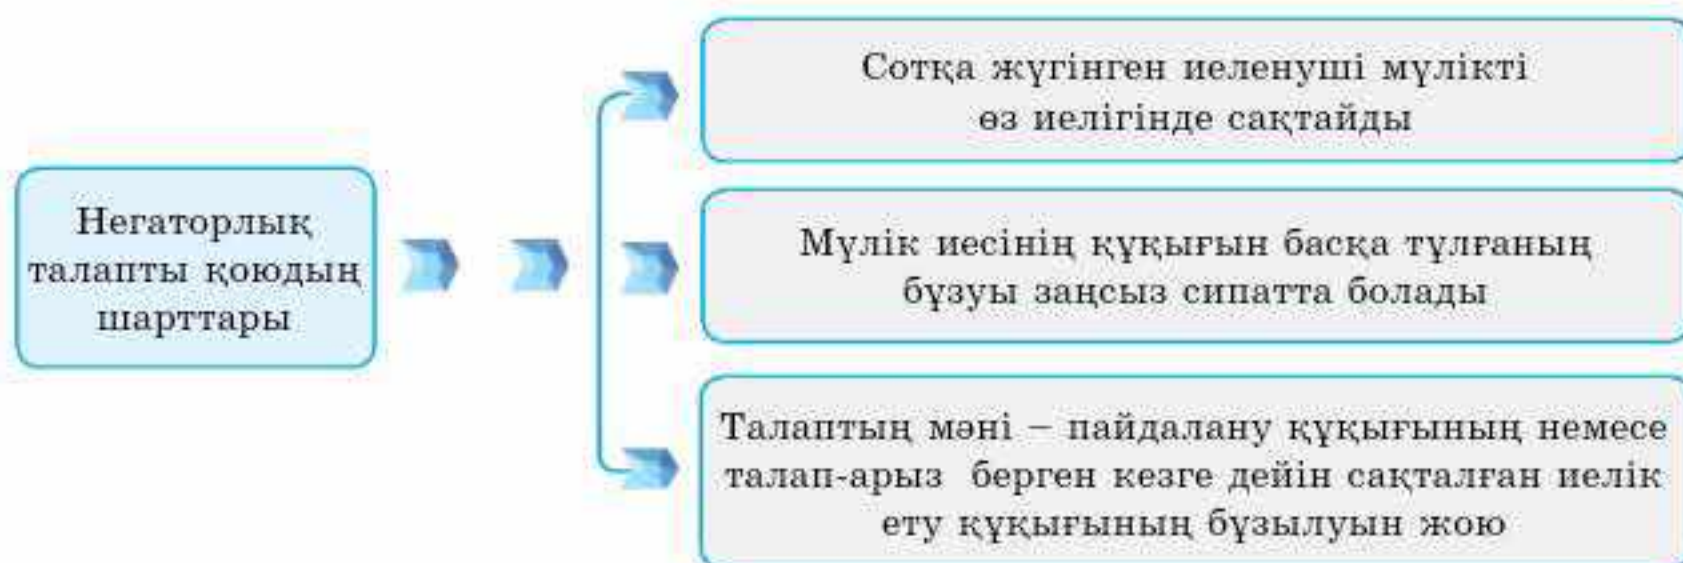 Негаторлық
талапты қоюдың
шарттары
Сотқа жүгінген иеленуші мүлікті
өз иелігінде сақтайды
Мүлік иесінің құқығын басқа тұлғаның
бұзуы заңсыз сипатта болады
Талаптың мәні – пайдалану құқығының немесе
талап-арыз берген кезге дейін сақталған иелік
ету құқығының бұзылуын жою